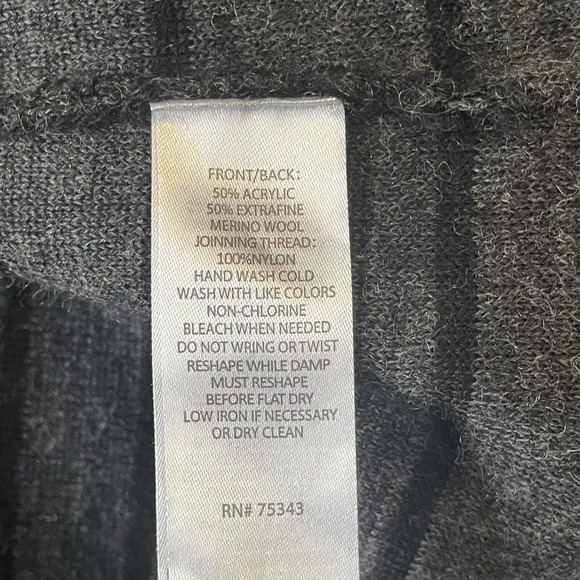 FRONT/BACK:
50% ACRYLIC
50% EXTRAFINE
MERINO WOOL
JOINNING THREAD:
100%NYLON
HAND WASH COLD
WASH WITH LIKE COLORS
NON-CHLORINE
BLEACH WHEN NEEDED
DO NOT WRING OR TWIST
RESHAPE WHILE DAMP
MUST RESHAPE
BEFORE FLAT DRY
LOW IRON IF NECESSARY
OR DRY CLEAN
RN# 75343